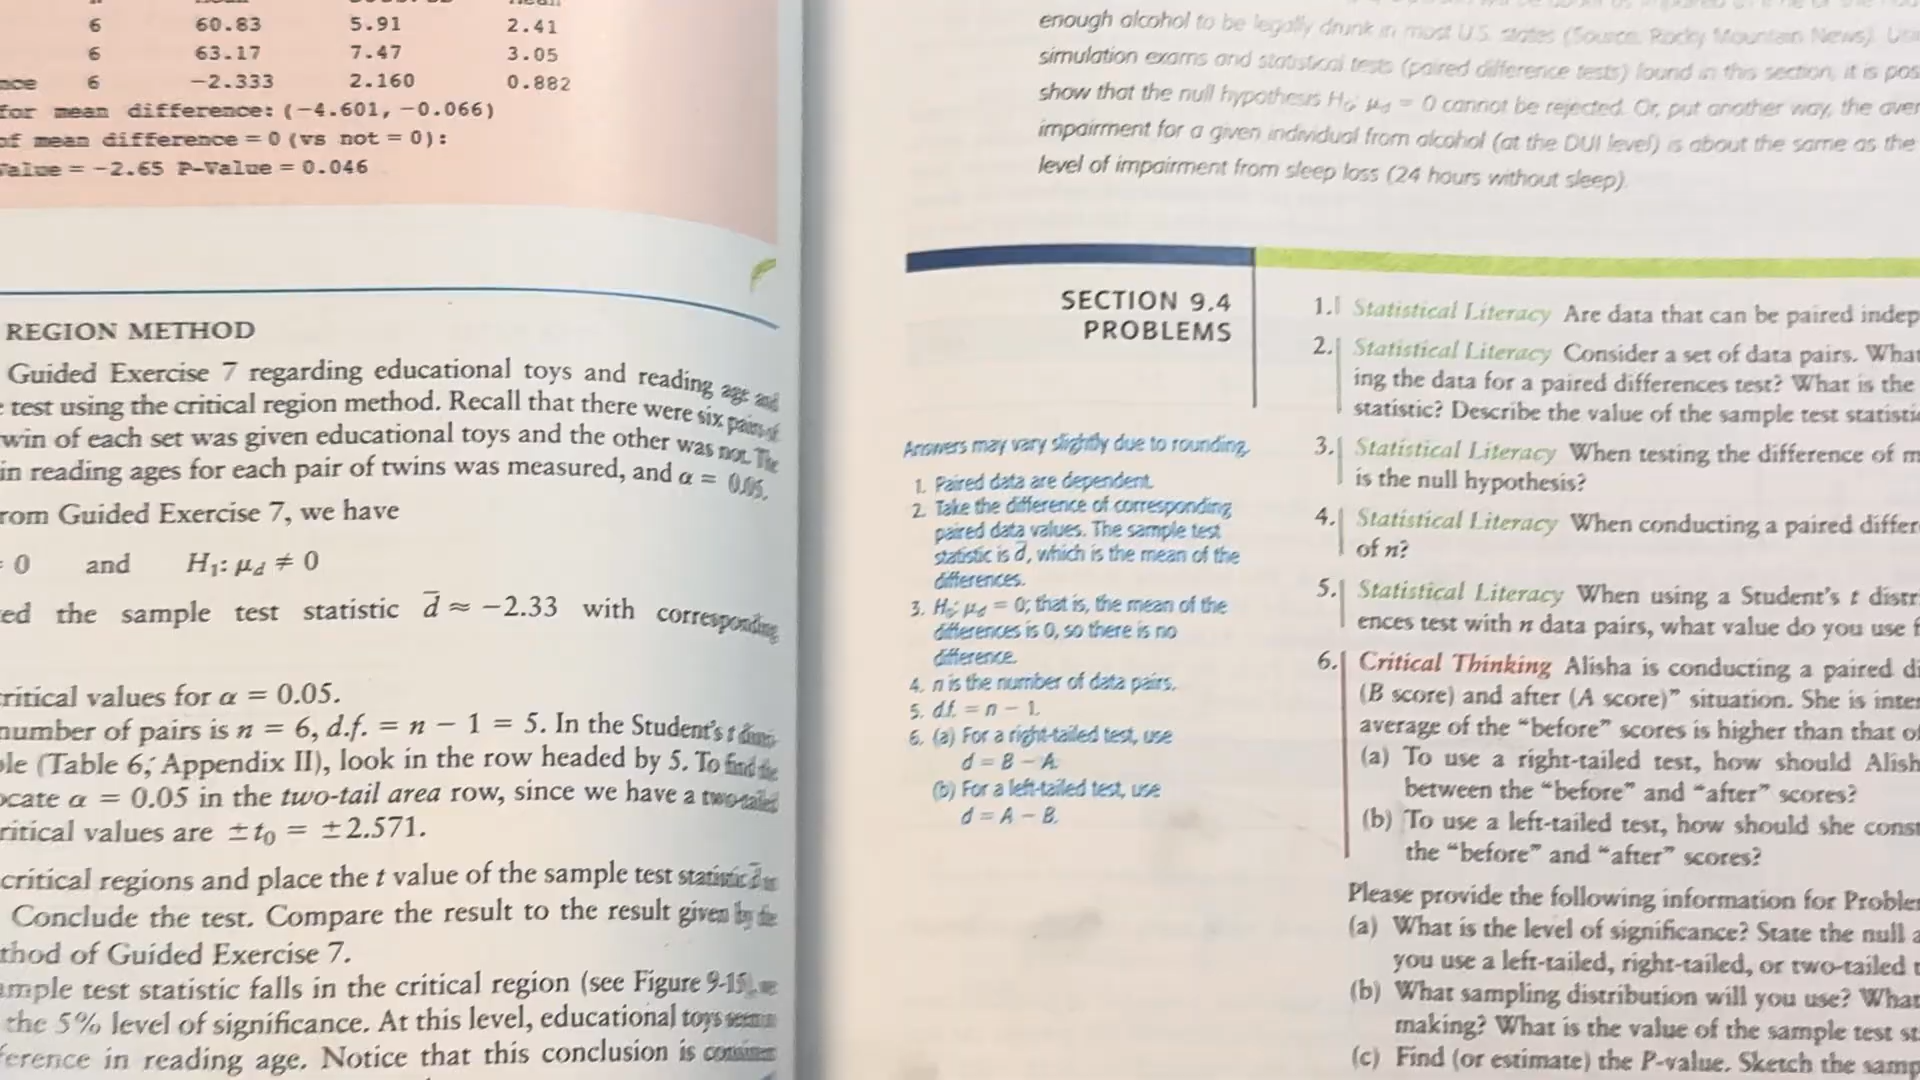 6 60.83 5.91 2.41
6 63.17 7.47 3.05
nce 6 −2.333 2.160 0.882
for mean difference: (−4.601, −0.066)
of mean difference = 0 (vs not = 0):
Value = −2.65 P-Value = 0.046
REGION METHOD
Guided Exercise 7 regarding educational toys and reading age and
test using the critical region method. Recall that there were six pairs of
win of each set was given educational toys and the other was not. The
in reading ages for each pair of twins was measured, and α = 0.05.
rom Guided Exercise 7, we have
= 0 and H₁: μd ≠ 0
ed the sample test statistic d̄ ≈ −2.33 with corresponding
ritical values for α = 0.05.
number of pairs is n = 6, d.f. = n − 1 = 5. In the Student's t
ble (Table 6, Appendix II), look in the row headed by 5. To find the
ocate α = 0.05 in the two-tail area row, since we have a two-tailed
ritical values are ±t₀ = ±2.571.
critical regions and place the t value of the sample test statistic
Conclude the test. Compare the result to the result given by the
thod of Guided Exercise 7.
ample test statistic falls in the critical region (see Figure 9-15),
the 5% level of significance. At this level, educational toys
ference in reading age. Notice that this conclusion is
enough alcohol to be legally drunk in most U.S. states (Source: Rocky Mountain News).
simulation exams and statistical tests (paired difference tests) found in this section, it is pos
show that the null hypothesis H₀: μd = 0 cannot be rejected. Or, put another way, the aver
impairment for a given individual from alcohol (at the DUI level) is about the same as the
level of impairment from sleep loss (24 hours without sleep).
SECTION 9.4
PROBLEMS
Answers may vary slightly due to rounding.
1. Paired data are dependent.
2. Take the difference of corresponding
paired data values. The sample test
statistic is d̄, which is the mean of the
differences.
3. H₀: μd = 0; that is, the mean of the
differences is 0, so there is no
difference.
4. n is the number of data pairs.
5. d.f. = n − 1.
6. (a) For a right-tailed test, use
d = B − A.
(b) For a left-tailed test, use
d = A − B.
1. Statistical Literacy Are data that can be paired indep
2. Statistical Literacy Consider a set of data pairs. What
ing the data for a paired differences test? What is the
statistic? Describe the value of the sample test statistic
3. Statistical Literacy When testing the difference of m
is the null hypothesis?
4. Statistical Literacy When conducting a paired differ
of n?
5. Statistical Literacy When using a Student's t distr
ences test with n data pairs, what value do you use f
6. Critical Thinking Alisha is conducting a paired di
(B score) and after (A score)” situation. She is inter
average of the “before” scores is higher than that of
(a) To use a right-tailed test, how should Alish
between the “before” and “after” scores?
(b) To use a left-tailed test, how should she const
the “before” and “after” scores?
Please provide the following information for Proble
(a) What is the level of significance? State the null a
you use a left-tailed, right-tailed, or two-tailed t
(b) What sampling distribution will you use? What
making? What is the value of the sample test st
(c) Find (or estimate) the P-value. Sketch the samp